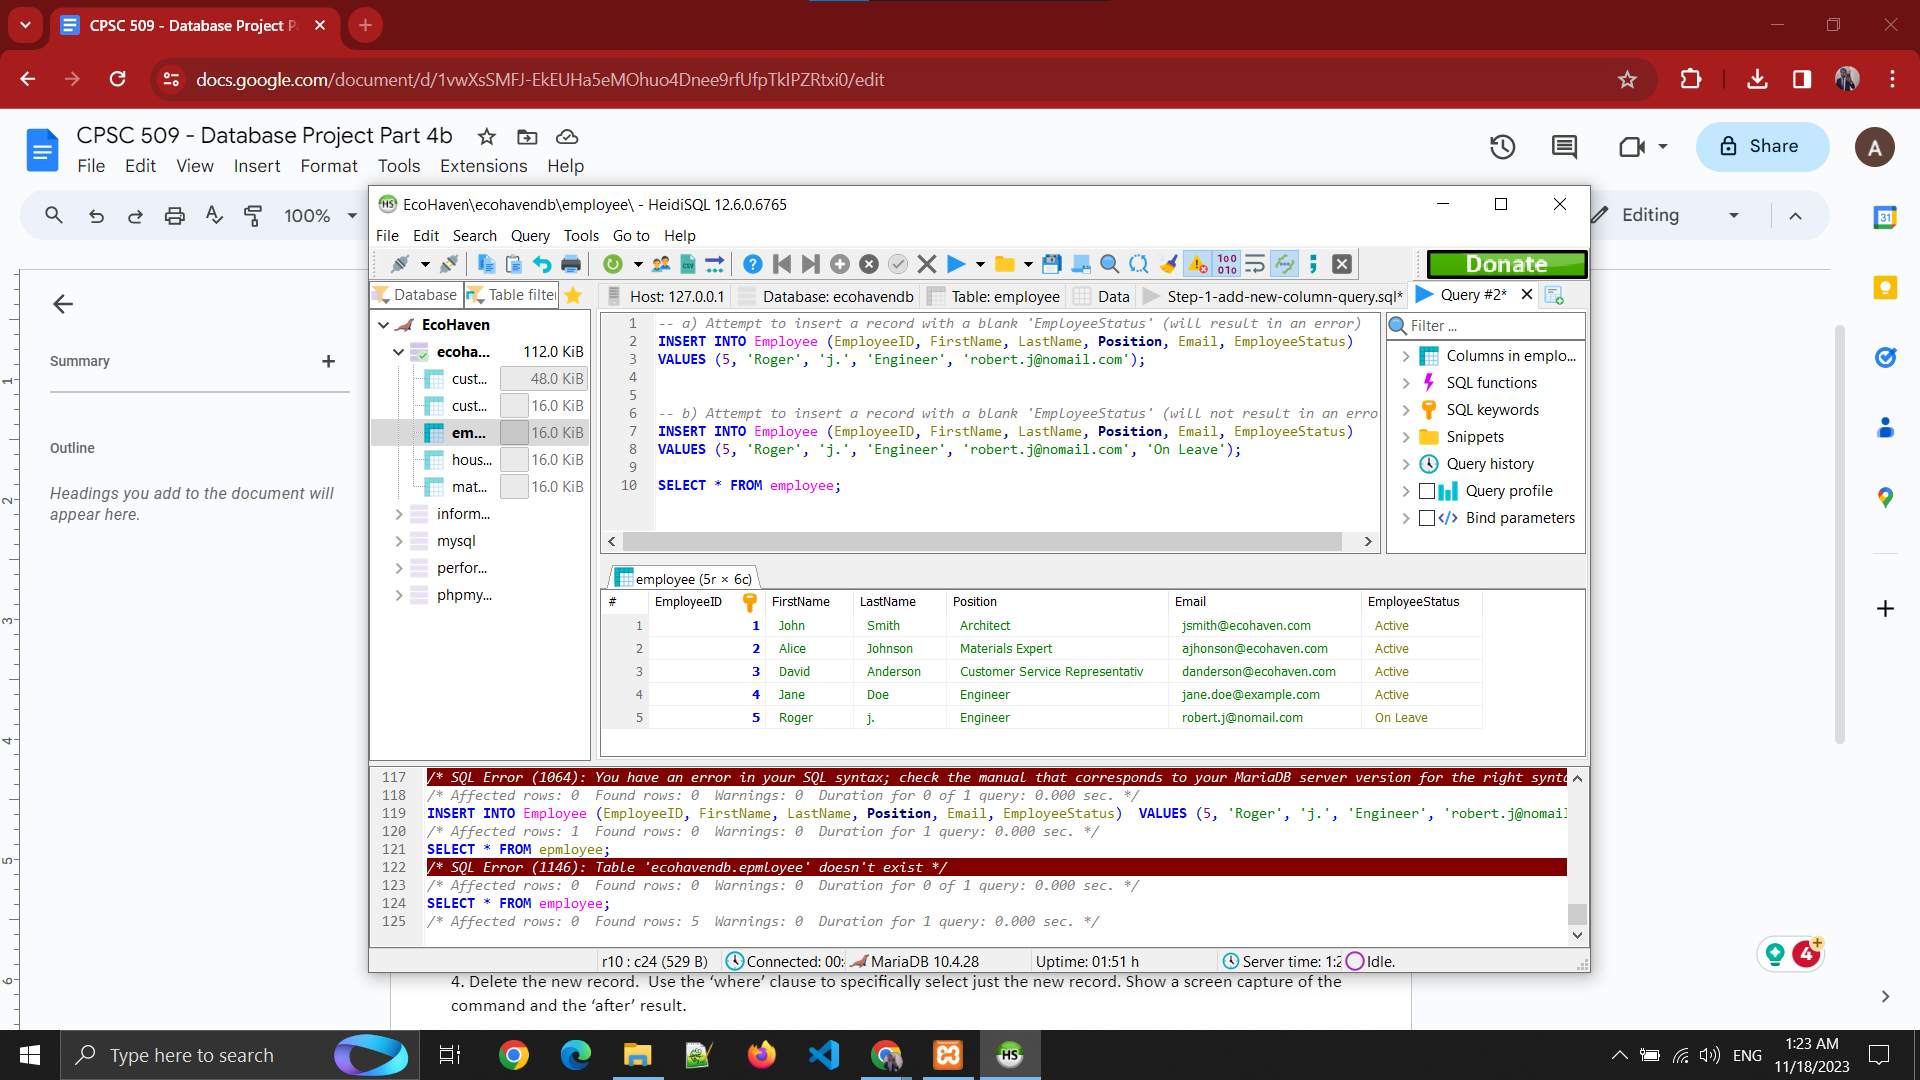 CPSC 509 - Database Project P
docs.google.com/document/d/1vwXsSMFJ-EkEUHa5eMOhuo4Dnee9rfUfpTkIPZRtxi0/edit
CPSC 509 - Database Project Part 4b
File Edit View Insert Format Tools Extensions Help
Share
A
100%
Editing
31
Summary
Outline
Headings you add to the document will
appear here.
1
2
3
4
5
6
EcoHaven\ecohavendb\employee\ - HeidiSQL 12.6.0.6765
File Edit Search Query Tools Go to Help
Donate
Database Table filte
Host: 127.0.0.1 Database: ecohavendb Table: employee Data Step-1-add-new-column-query.sql* Query #2*
EcoHaven
ecoha... 112.0 KiB
cust... 48.0 KiB
cust... 16.0 KiB
em... 16.0 KiB
hous... 16.0 KiB
mat... 16.0 KiB
inform...
mysql
perfor...
phpmy...
1 -- a) Attempt to insert a record with a blank 'EmployeeStatus' (will result in an error)
2 INSERT INTO Employee (EmployeeID, FirstName, LastName, Position, Email, EmployeeStatus)
3 VALUES (5, 'Roger', 'j.', 'Engineer', 'robert.j@nomail.com');
4
5
6 -- b) Attempt to insert a record with a blank 'EmployeeStatus' (will not result in an erro
7 INSERT INTO Employee (EmployeeID, FirstName, LastName, Position, Email, EmployeeStatus)
8 VALUES (5, 'Roger', 'j.', 'Engineer', 'robert.j@nomail.com', 'On Leave');
9
10 SELECT * FROM employee;
Filter ...
Columns in emplo...
SQL functions
SQL keywords
Snippets
Query history
Query profile
Bind parameters
employee (5r × 6c)
# EmployeeID FirstName LastName Position Email EmployeeStatus
1 1 John Smith Architect jsmith@ecohaven.com Active
2 2 Alice Johnson Materials Expert ajhonson@ecohaven.com Active
3 3 David Anderson Customer Service Representativ danderson@ecohaven.com Active
4 4 Jane Doe Engineer jane.doe@example.com Active
5 5 Roger j. Engineer robert.j@nomail.com On Leave
117 /* SQL Error (1064): You have an error in your SQL syntax; check the manual that corresponds to your MariaDB server version for the right synta
118 /* Affected rows: 0 Found rows: 0 Warnings: 0 Duration for 0 of 1 query: 0.000 sec. */
119 INSERT INTO Employee (EmployeeID, FirstName, LastName, Position, Email, EmployeeStatus) VALUES (5, 'Roger', 'j.', 'Engineer', 'robert.j@nomail
120 /* Affected rows: 1 Found rows: 0 Warnings: 0 Duration for 1 query: 0.000 sec. */
121 SELECT * FROM epmloyee;
122 /* SQL Error (1146): Table 'ecohavendb.epmloyee' doesn't exist */
123 /* Affected rows: 0 Found rows: 0 Warnings: 0 Duration for 0 of 1 query: 0.000 sec. */
124 SELECT * FROM employee;
125 /* Affected rows: 0 Found rows: 5 Warnings: 0 Duration for 1 query: 0.000 sec. */
r10 : c24 (529 B) Connected: 00: MariaDB 10.4.28 Uptime: 01:51 h Server time: 1:2 Idle.
4
4. Delete the new record. Use the ‘where’ clause to specifically select just the new record. Show a screen capture of the
command and the ‘after’ result.
Type here to search
HS
ENG
1:23 AM
11/18/2023